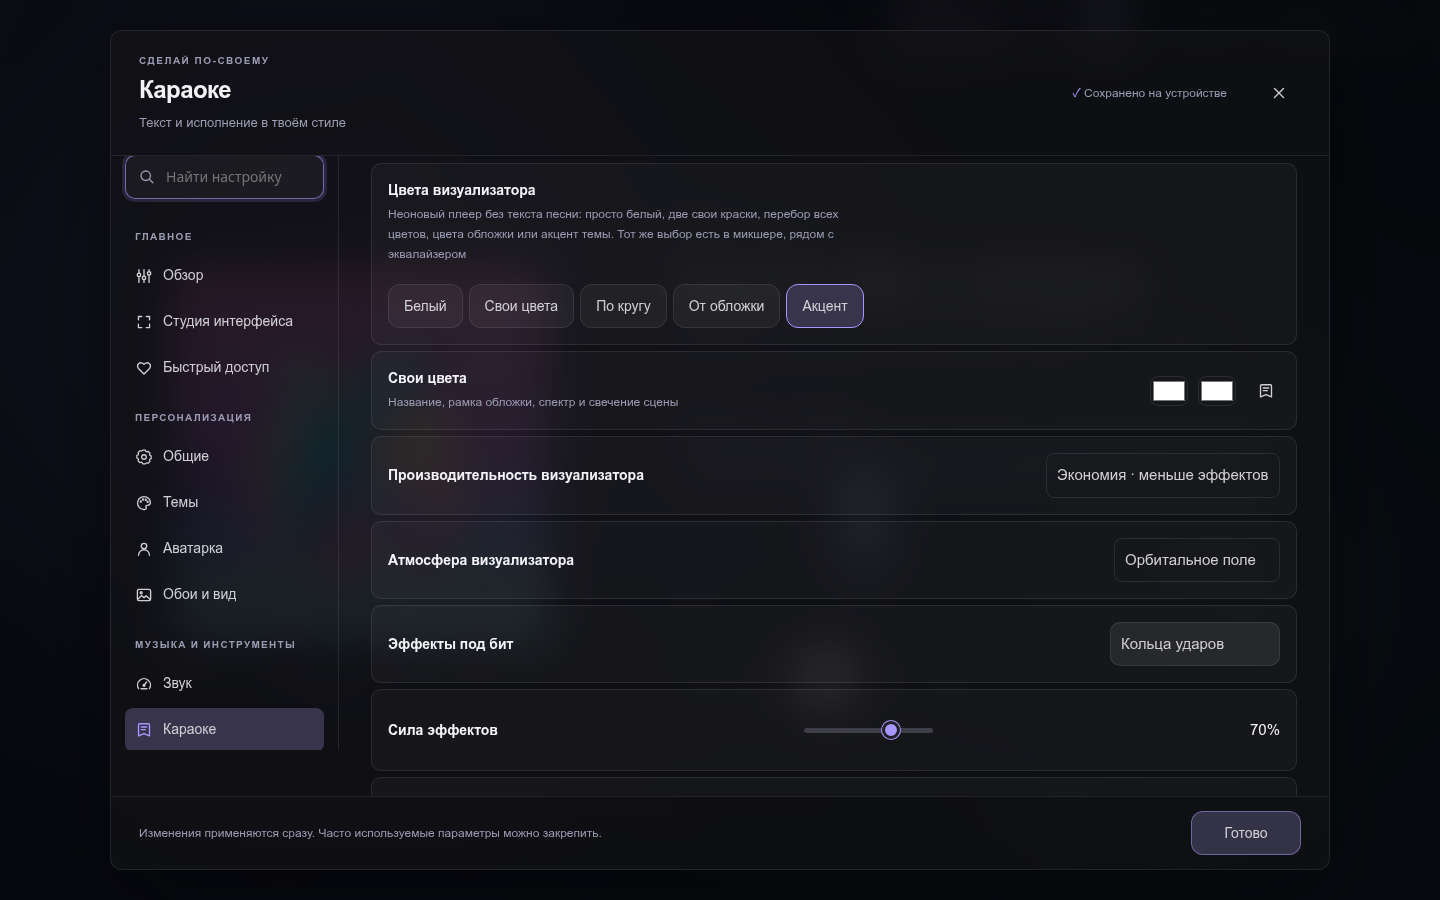 СДЕЛАЙ ПО-СВОЕМУ
Караоке
Текст и исполнение в твоём стиле
✓ Сохранено на устройстве
Найти настройку
ГЛАВНОЕ
Обзор
Студия интерфейса
Быстрый доступ
ПЕРСОНАЛИЗАЦИЯ
Общие
Темы
Аватарка
Обои и вид
МУЗЫКА И ИНСТРУМЕНТЫ
Звук
Караоке
Цвета визуализатора
Неоновый плеер без текста песни: просто белый, две свои краски, перебор всех
цветов, цвета обложки или акцент темы. Тот же выбор есть в микшере, рядом с
эквалайзером
Белый
Свои цвета
По кругу
От обложки
Акцент
Свои цвета
Название, рамка обложки, спектр и свечение сцены
Производительность визуализатора
Экономия · меньше эффектов
Атмосфера визуализатора
Орбитальное поле
Эффекты под бит
Кольца ударов
Сила эффектов
70%
Изменения применяются сразу. Часто используемые параметры можно закрепить.
Готово